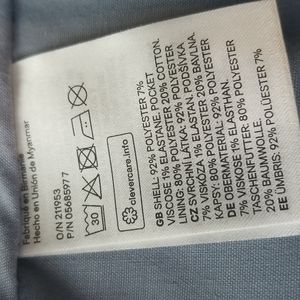 Fabriqué en Birmanie
Hecho en Unión de Myanmar
O/N 211953
P/N 05685977
30
clevercare.info
GB SHELL: 92% POLYESTER 7%
VISCOSE 1% ELASTANE. POCKET
LINING: 80% POLYESTER 20% COTTON.
CZ SVRCHNÍ LÁTKA: 92% POLYESTER
7% VISKÓZA 1% ELASTAN. PODŠÍVKA
KAPSY: 80% POLYESTER 20% BAVLNA.
DE OBERMATERIAL: 92% POLYESTER
7% VISKOSE 1% ELASTHAN.
TASCHENFUTTER: 80% POLYESTER
20% BAUMWOLLE.
EE ÜMBRIS: 92% POLÜESTER 7%